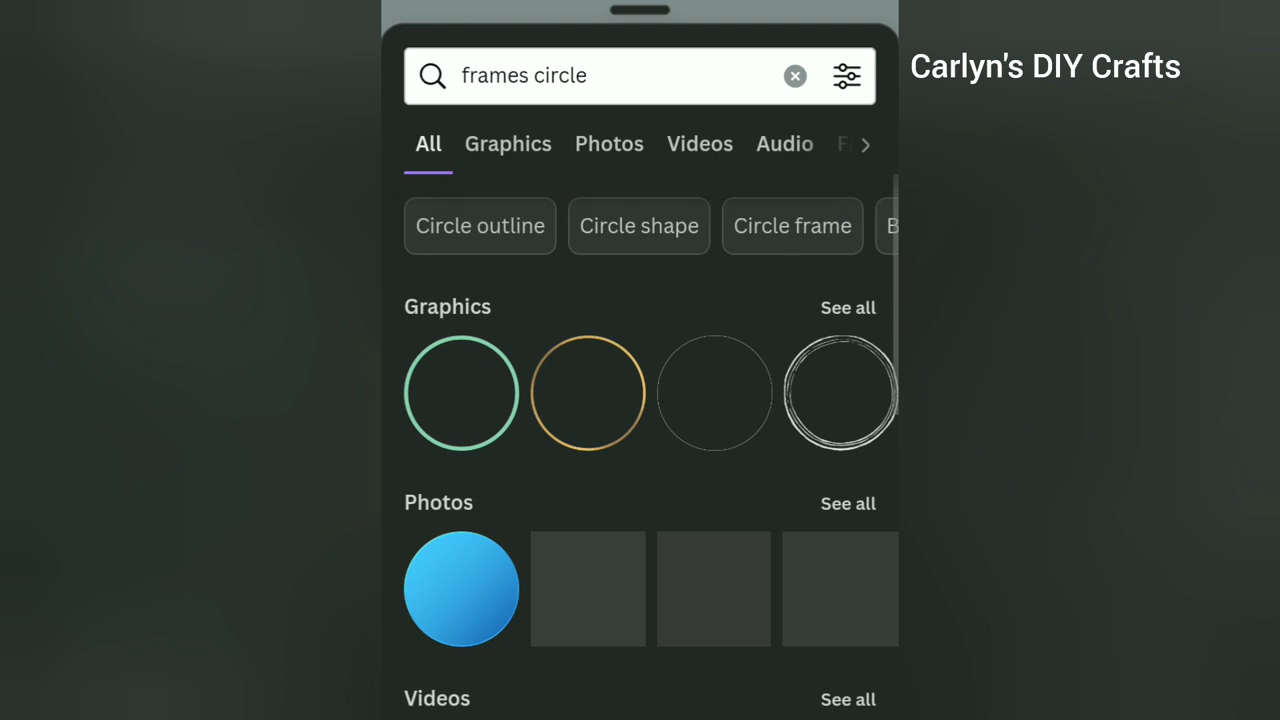 Carlyn's DIY Crafts
frames circle
All Graphics Photos Videos Audio
Circle outline Circle shape Circle frame
Graphics See all
Photos See all
Videos See all